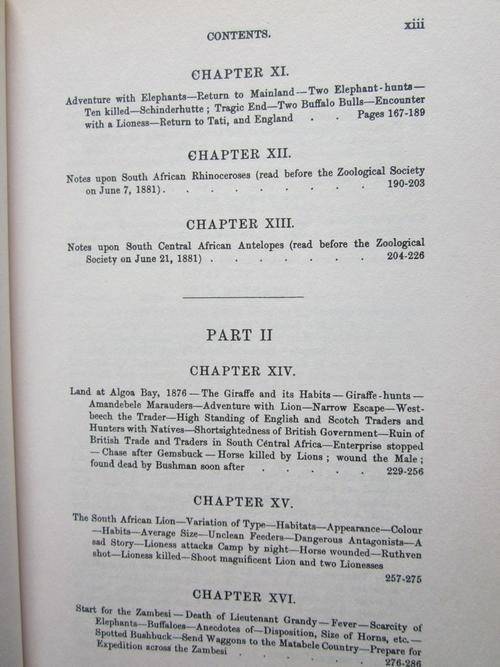 xiii
CONTENTS.
CHAPTER XI.
Adventure with Elephants—Return to Mainland—Two Elephant-hunts—
Ten killed—Schinderhutte; Tragic End—Two Buffalo Bulls—Encounter
with a Lioness—Return to Tati, and England . . Pages 167-189
CHAPTER XII.
Notes upon South African Rhinoceroses (read before the Zoological Society
on June 7, 1881) . . . . . . . . 190-203
CHAPTER XIII.
Notes upon South Central African Antelopes (read before the Zoological
Society on June 21, 1881) . . . . . . 204-226
PART II
CHAPTER XIV.
Land at Algoa Bay, 1876—The Giraffe and its Habits—Giraffe-hunts—
Amandebele Marauders—Adventure with Lion—Narrow Escape—West-
beech the Trader—High Standing of English and Scotch Traders and
Hunters with Natives—Shortsightedness of British Government—Ruin of
British Trade and Traders in South Central Africa—Enterprise stopped
—Chase after Gemsbuck—Horse killed by Lions; wound the Male;
found dead by Bushman soon after . . . . . 229-256
CHAPTER XV.
The South African Lion—Variation of Type—Habitats—Appearance—Colour
—Habits—Average Size—Unclean Feeders—Dangerous Antagonists—A
sad Story—Lioness attacks Camp by night—Horse wounded—Ruthven
shot—Lioness killed—Shoot magnificent Lion and two Lionesses
257-275
CHAPTER XVI.
Start for the Zambesi—Death of Lieutenant Grandy—Fever—Scarcity of
Elephants—Buffaloes—Anecdotes of—Disposition, Size of Horns, etc.—
Spotted Bushbuck—Send Waggons to the Matabele Country—Prepare for
Expedition across the Zambesi . . . . . 276-286